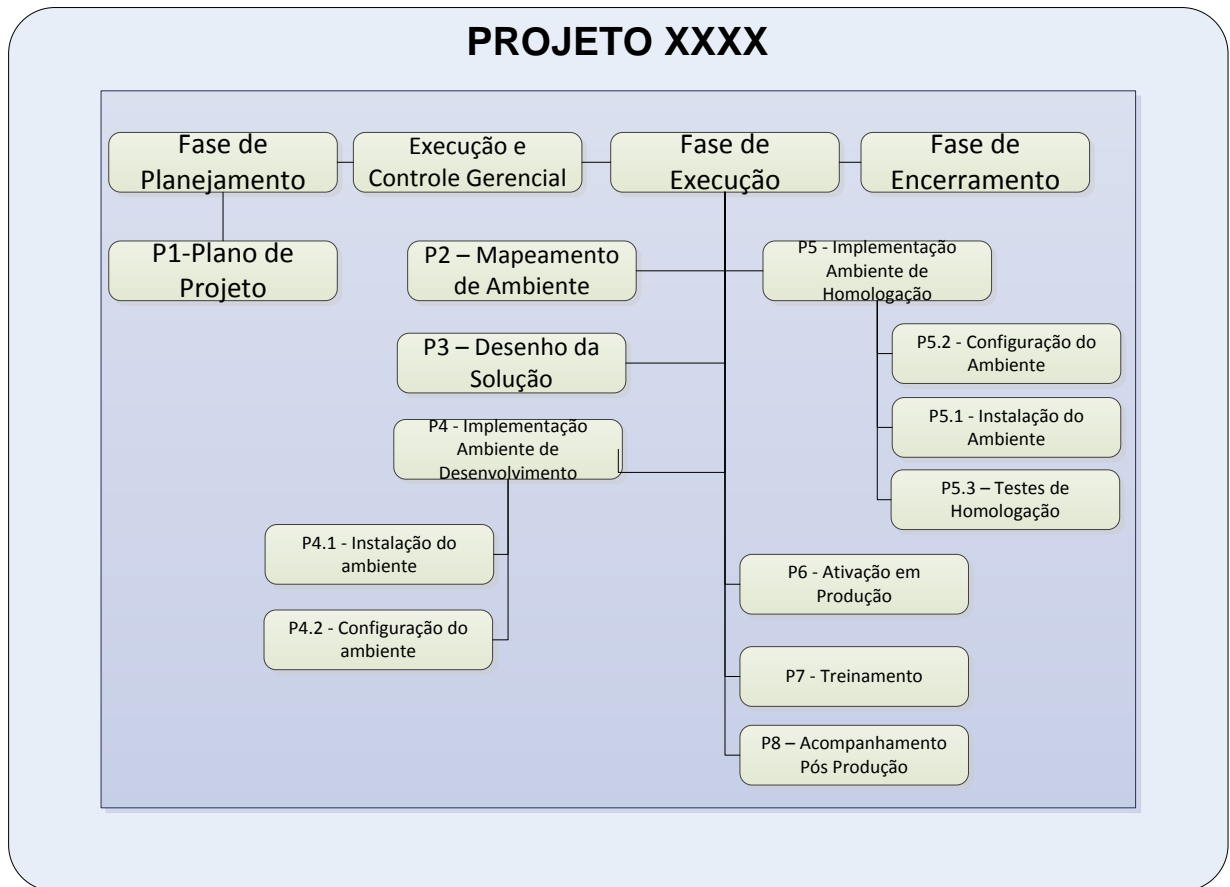 PROJETO XXXX
Fase de
Planejamento
Execução e
Controle Gerencial
Fase de
Execução
Fase de
Encerramento
P1-Plano de
Projeto
P2 – Mapeamento
de Ambiente
P5 - Implementação
Ambiente de
Homologação
P3 – Desenho da
Solução
P5.2 - Configuração do
Ambiente
P4 - Implementação
Ambiente de
Desenvolvimento
P5.1 - Instalação do
Ambiente
P5.3 – Testes de
Homologação
P4.1 - Instalação do
ambiente
P6 - Ativação em
Produção
P4.2 - Configuração do
ambiente
P7 - Treinamento
P8 – Acompanhamento
Pós Produção